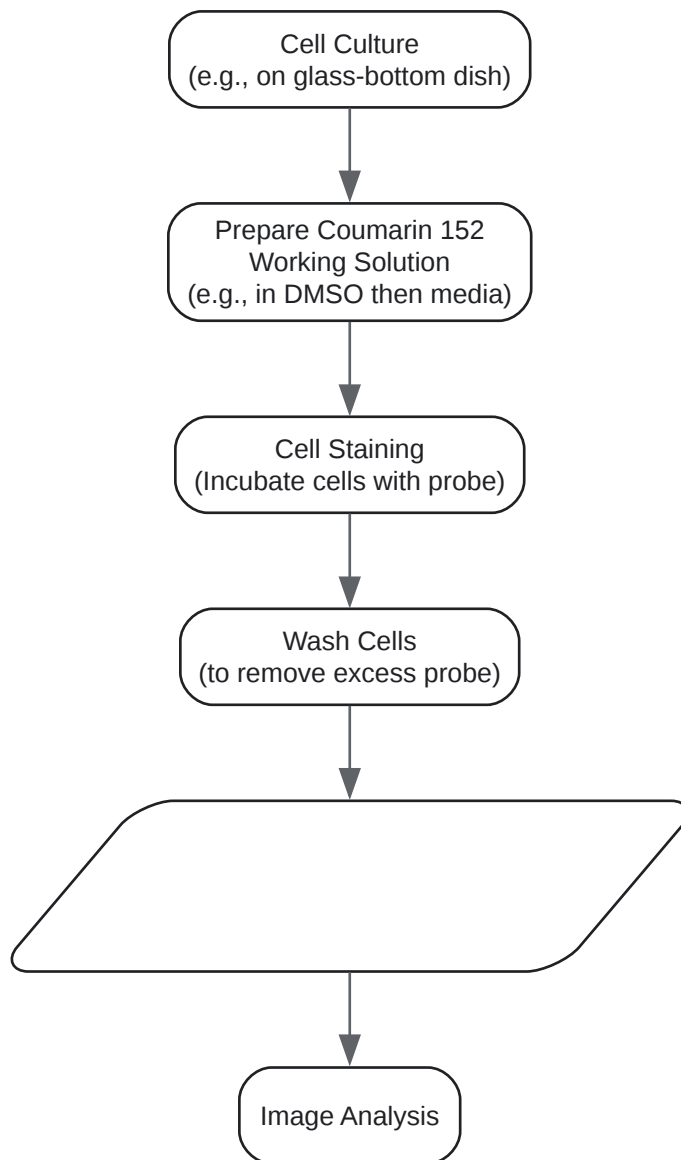 Cell Culture
(e.g., on glass-bottom dish)
Prepare Coumarin 152
Working Solution
(e.g., in DMSO then media)
Cell Staining
(Incubate cells with probe)
Wash Cells
(to remove excess probe)
Image Analysis